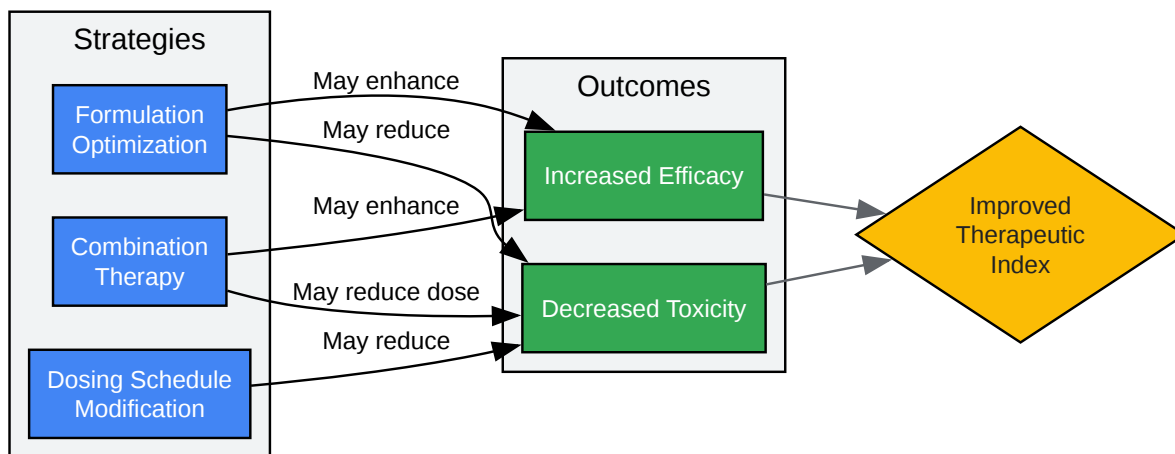 Strategies
Formulation
Optimization
Combination
Therapy
Dosing Schedule
Modification
May enhance
May reduce
May enhance
May reduce dose
May reduce
Outcomes
Increased Efficacy
Decreased Toxicity
Improved
Therapeutic
Index